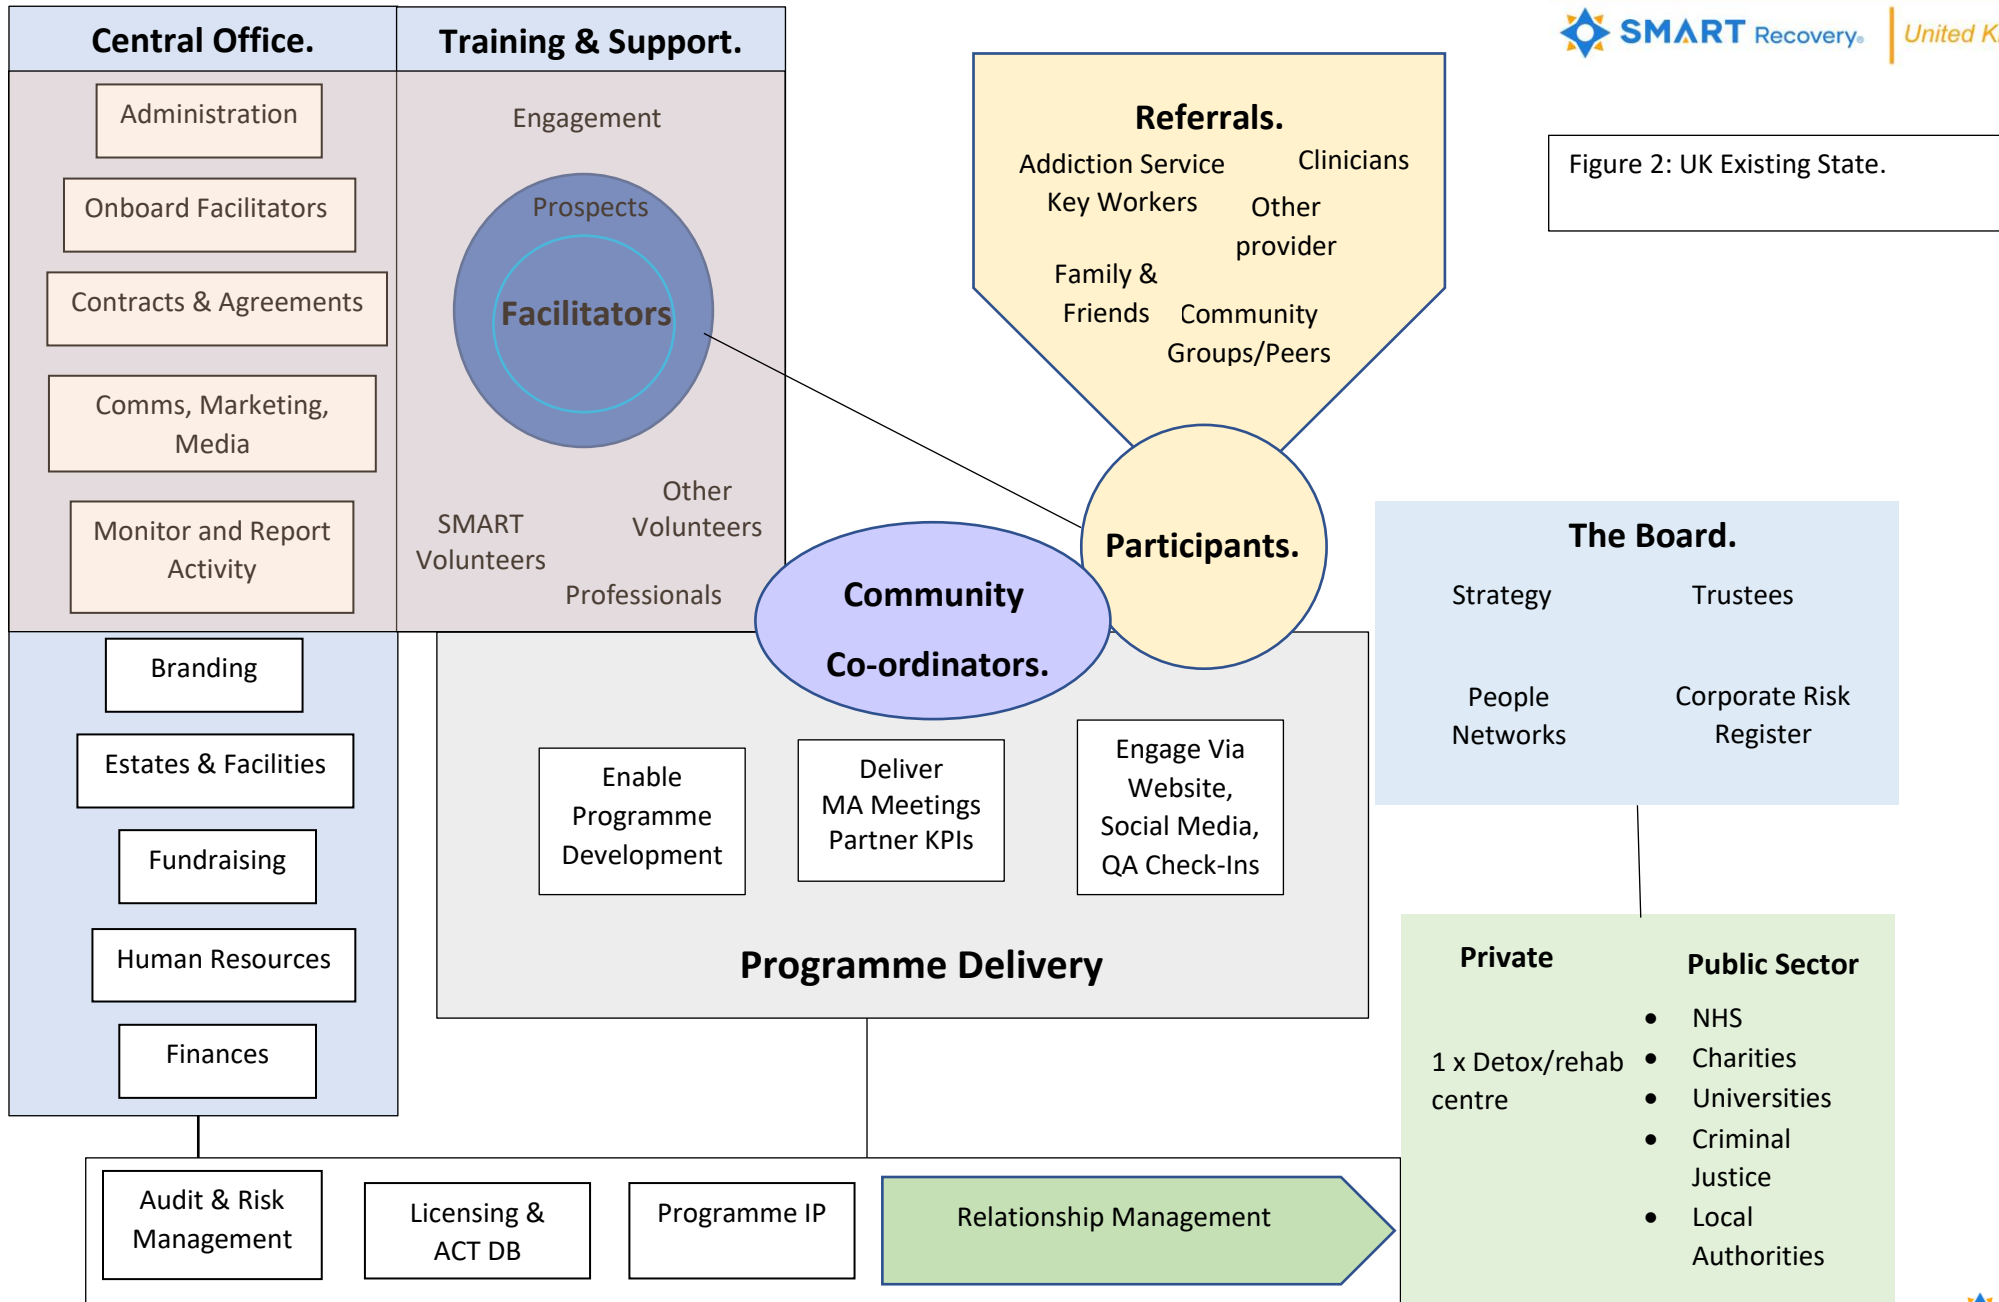 Central Office.
Administration
Onboard Facilitators
Contracts & Agreements
Comms, Marketing,
Media
Monitor and Report
Activity
Branding
Estates & Facilities
Fundraising
Human Resources
Finances
Training & Support.
Engagement
Prospects
Facilitators
Other
Volunteers
SMART
Volunteers
Professionals
Referrals.
Addiction Service
Key Workers
Clinicians
Other
provider
Family &
Friends
Community
Groups/Peers
Participants.
Community
Co-ordinators.
Enable
Programme
Development
Deliver
MA Meetings
Partner KPIs
Engage Via
Website,
Social Media,
QA Check-Ins
Programme Delivery
SMART Recovery®
United K
Figure 2: UK Existing State.
The Board.
Strategy
Trustees
People
Networks
Corporate Risk
Register
Private
1 x Detox/rehab
centre
Public Sector
• NHS
• Charities
• Universities
• Criminal
Justice
• Local
Authorities
Audit & Risk
Management
Licensing &
ACT DB
Programme IP
Relationship Management